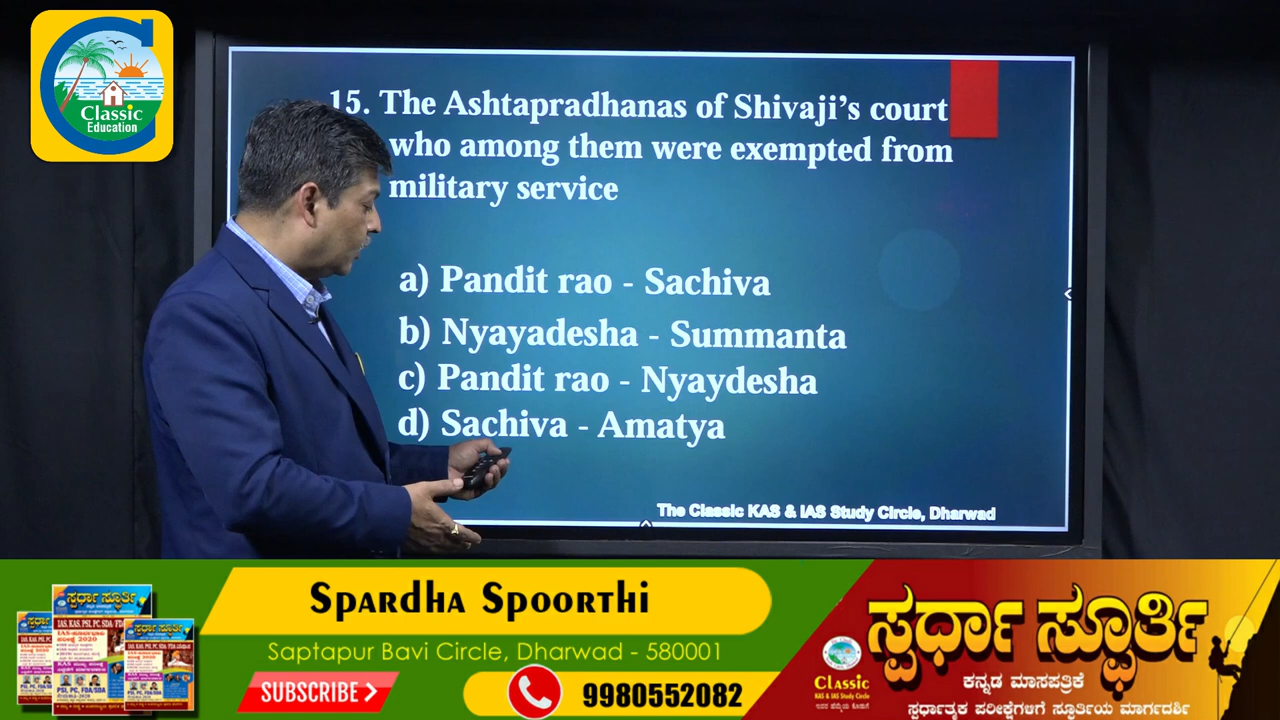 Classic
Education
15. The Ashtapradhanas of Shivaji's court
who among them were exempted from
military service
a) Pandit rao - Sachiva
b) Nyayadesha - Summanta
c) Pandit rao - Nyaydesha
d) Sachiva - Amatya
The Classic KAS & IAS Study Circle, Dharwad
Spardha Spoorthi
Saptapur Bavi Circle, Dharwad - 580001
SUBSCRIBE
9980552082
ಸ್ಪರ್ಧಾ ಸ್ಫೂರ್ತಿ
Classic
KAS & IAS Study Circle
ಕನ್ನಡ ಮಾಸಪತ್ರಿಕೆ
ಸ್ಪರ್ಧಾತ್ಮಕ ಪರೀಕ್ಷೆಗಳಿಗೆ ಸ್ಫೂರ್ತಿಯ ಮಾರ್ಗದರ್ಶಿ
ಸ್ಪರ್ಧಾ ಸ್ಫೂರ್ತಿ